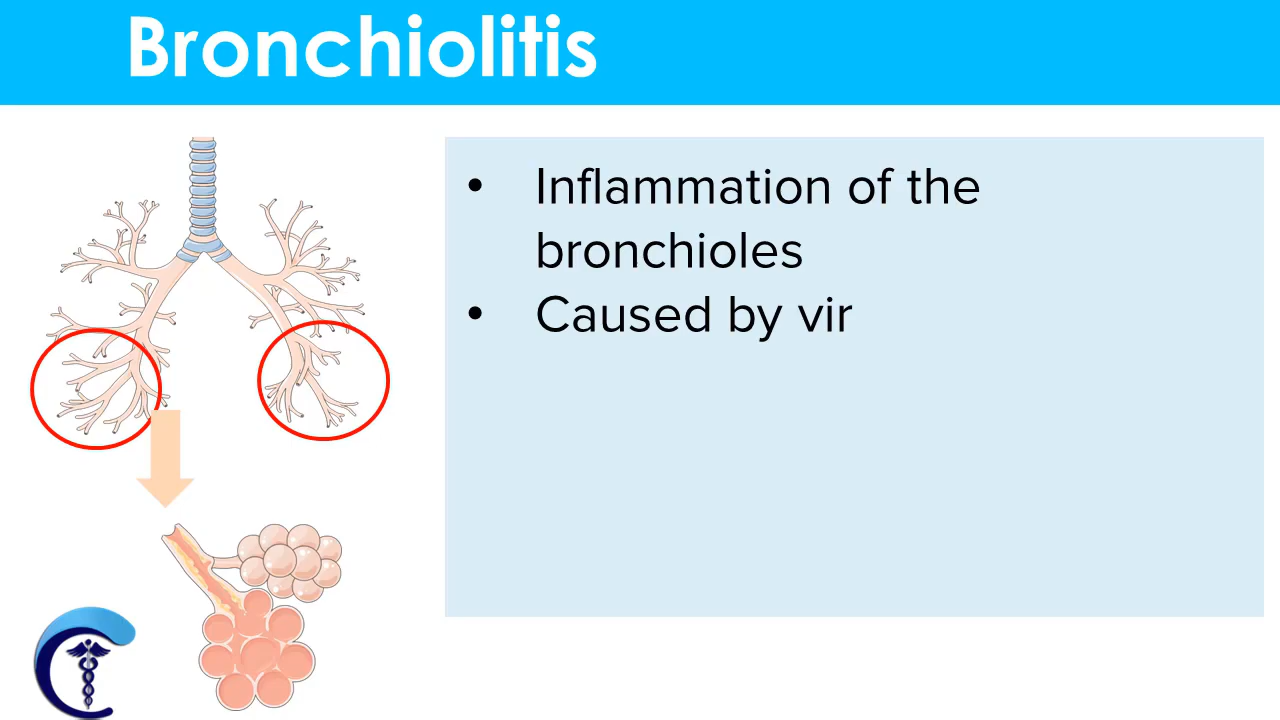 Bronchiolitis
• Inflammation of the
bronchioles
• Caused by vir